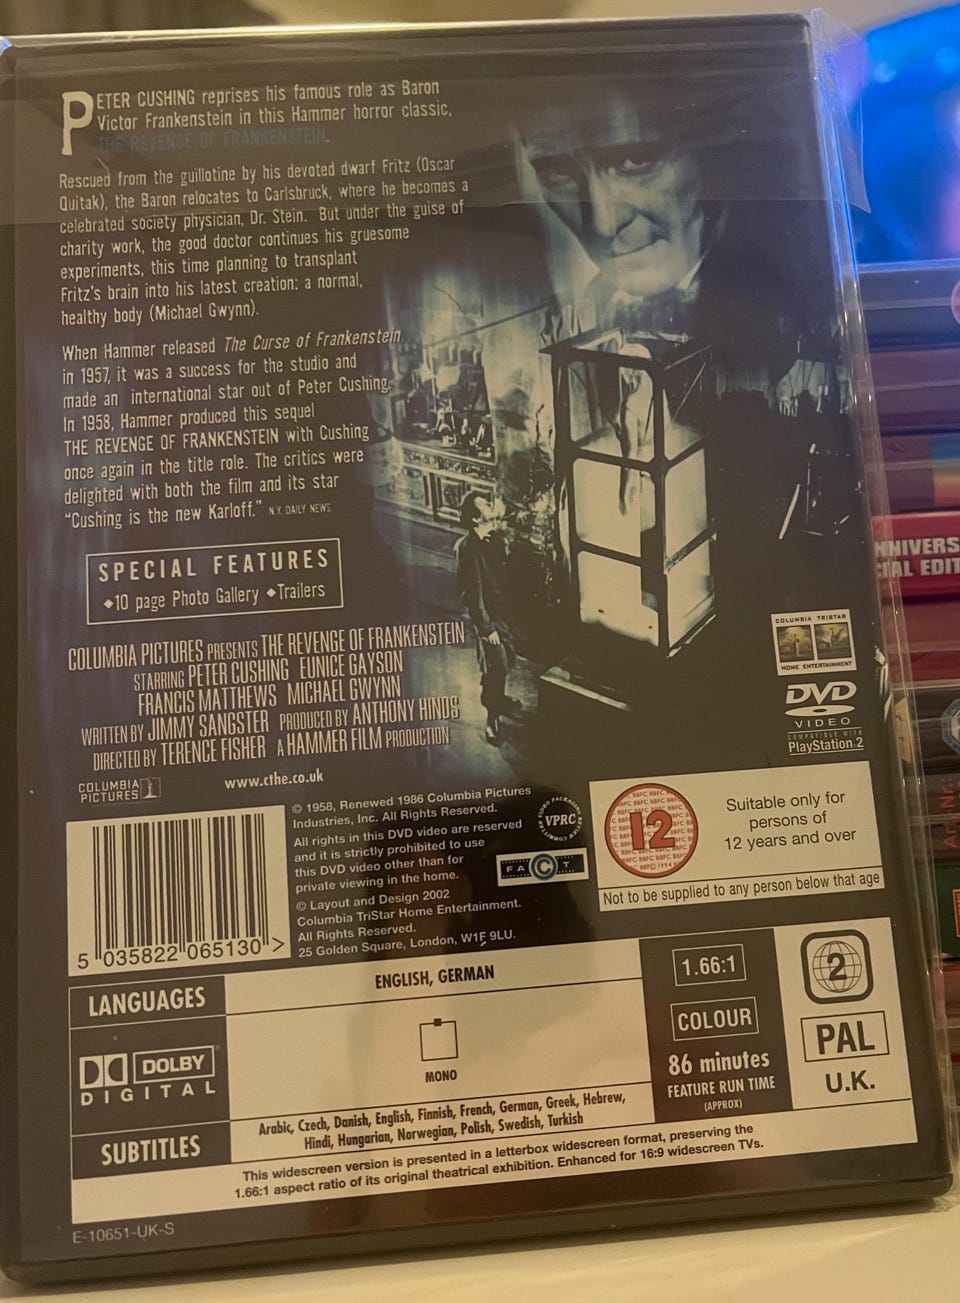 PETER CUSHING reprises his famous role as Baron
Victor Frankenstein in this Hammer horror classic,
THE REVENGE OF FRANKENSTEIN.
Rescued from the guillotine by his devoted dwarf Fritz (Oscar
Quitak), the Baron relocates to Carlsbruck, where he becomes a
celebrated society physician, Dr. Stein. But under the guise of
charity work, the good doctor continues his gruesome
experiments, this time planning to transplant
Fritz's brain into his latest creation: a normal,
healthy body (Michael Gwynn).
When Hammer released The Curse of Frankenstein
in 1957, it was a success for the studio and
made an international star out of Peter Cushing.
In 1958, Hammer produced this sequel
THE REVENGE OF FRANKENSTEIN with Cushing
once again in the title role. The critics were
delighted with both the film and its star
"Cushing is the new Karloff." N.Y. DAILY NEWS
SPECIAL FEATURES
◆10 page Photo Gallery ◆Trailers
COLUMBIA PICTURES PRESENTS THE REVENGE OF FRANKENSTEIN
STARRING PETER CUSHING EUNICE GAYSON
FRANCIS MATTHEWS MICHAEL GWYNN
WRITTEN BY JIMMY SANGSTER PRODUCED BY ANTHONY HINDS
DIRECTED BY TERENCE FISHER A HAMMER FILM PRODUCTION
COLUMBIA
PICTURES
www.cthe.co.uk
COLUMBIA TRISTAR
HOME ENTERTAINMENT
DVD
VIDEO
COMPATIBLE WITH
PlayStation 2
© 1958, Renewed 1986 Columbia Pictures
Industries, Inc. All Rights Reserved.
All rights in this DVD video are reserved
and it is strictly prohibited to use
this DVD video other than for
private viewing in the home.
© Layout and Design 2002
Columbia TriStar Home Entertainment.
All Rights Reserved.
25 Golden Square, London, W1F 9LU.
VPRC
FACT
12
Suitable only for
persons of
12 years and over
Not to be supplied to any person below that age
5 035822 065130 >
LANGUAGES
ENGLISH, GERMAN
DOLBY
DIGITAL
MONO
SUBTITLES
Arabic, Czech, Danish, English, Finnish, French, German, Greek, Hebrew,
Hindi, Hungarian, Norwegian, Polish, Swedish, Turkish
1.66:1
COLOUR
86 minutes
FEATURE RUN TIME
(APPROX)
2
PAL
U.K.
This widescreen version is presented in a letterbox widescreen format, preserving the
1.66:1 aspect ratio of its original theatrical exhibition. Enhanced for 16:9 widescreen TVs.
E-10651-UK-S